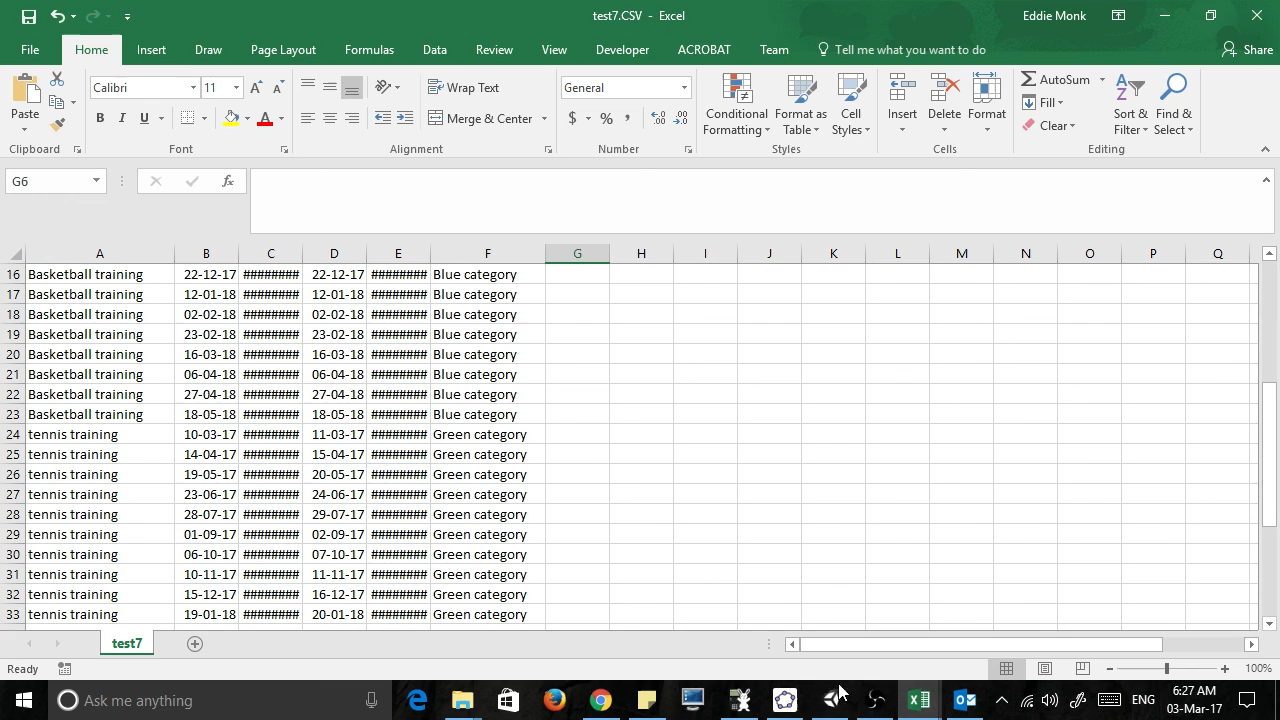 test7.CSV - Excel
Eddie Monk
File Home Insert Draw Page Layout Formulas Data Review View Developer ACROBAT Team Tell me what you want to do Share
Paste
Clipboard
Calibri 11
B I U
Font
Wrap Text
Merge & Center
Alignment
General
$ % ,
Number
Conditional Formatting
Format as Table
Cell Styles
Styles
Insert Delete Format
Cells
AutoSum
Fill
Clear
Sort & Filter
Find & Select
Editing
G6 fx
A B C D E F G H I J K L M N O P Q
16 Basketball training 22-12-17 ######## 22-12-17 ######## Blue category
17 Basketball training 12-01-18 ######## 12-01-18 ######## Blue category
18 Basketball training 02-02-18 ######## 02-02-18 ######## Blue category
19 Basketball training 23-02-18 ######## 23-02-18 ######## Blue category
20 Basketball training 16-03-18 ######## 16-03-18 ######## Blue category
21 Basketball training 06-04-18 ######## 06-04-18 ######## Blue category
22 Basketball training 27-04-18 ######## 27-04-18 ######## Blue category
23 Basketball training 18-05-18 ######## 18-05-18 ######## Blue category
24 tennis training 10-03-17 ######## 11-03-17 ######## Green category
25 tennis training 14-04-17 ######## 15-04-17 ######## Green category
26 tennis training 19-05-17 ######## 20-05-17 ######## Green category
27 tennis training 23-06-17 ######## 24-06-17 ######## Green category
28 tennis training 28-07-17 ######## 29-07-17 ######## Green category
29 tennis training 01-09-17 ######## 02-09-17 ######## Green category
30 tennis training 06-10-17 ######## 07-10-17 ######## Green category
31 tennis training 10-11-17 ######## 11-11-17 ######## Green category
32 tennis training 15-12-17 ######## 16-12-17 ######## Green category
33 tennis training 19-01-18 ######## 20-01-18 ######## Green category
test7
Ready
100%
Ask me anything
ENG
6:27 AM
03-Mar-17